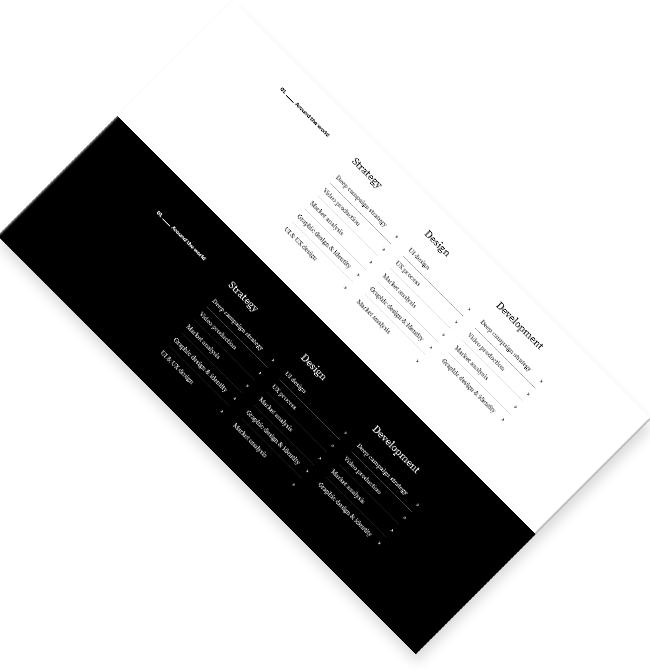 01 Around the world
Strategy
Deep campaign strategy
Video production
Market analysis
Graphic design & Identity
UI & UX design
Design
UI design
UX process
Market analysis
Graphic design & Identity
Market analysis
Development
Deep campaign strategy
Video production
Market analysis
Graphic design & Identity
01 Around the world
Strategy
Deep campaign strategy
Video production
Market analysis
Graphic design & Identity
UI & UX design
Design
UI design
UX process
Market analysis
Graphic design & Identity
Market analysis
Development
Deep campaign strategy
Video production
Market analysis
Graphic design & Identity